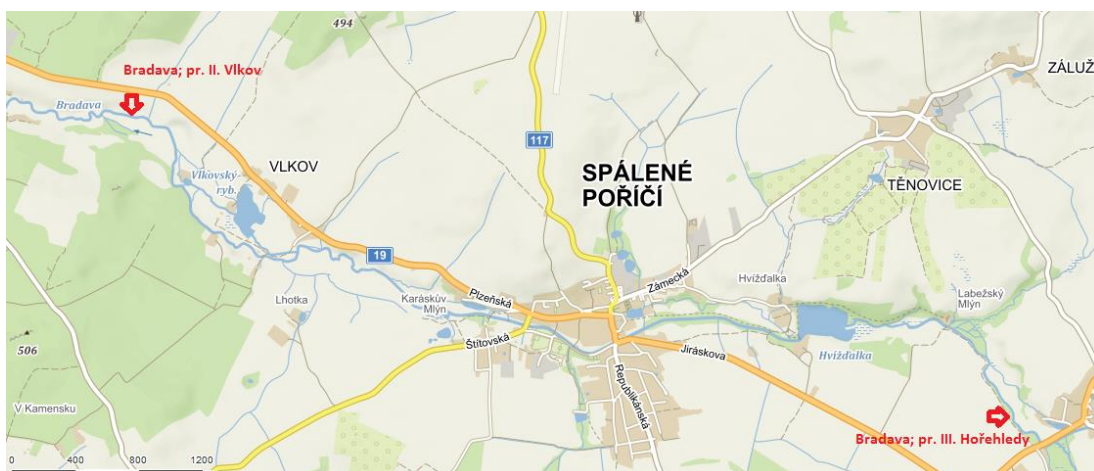 494
Bradava; pr. II. Vlkov
Bradava
117
ZÁLUŽ
VLKOV
SPÁLENÉ
POŘÍČÍ
Vlkovský
ryb.
TĚNOVICE
19
Zámecká
Hvížďalka
Lhotka
Karáskův
Mlýn
Plzeňská
Labežský
Mlýn
506
Štítovská
Jiráskova
Hvížďalka
Republikánská
V Kamensku
Bradava; pr. III. Hořehledy
0 400 800 1200